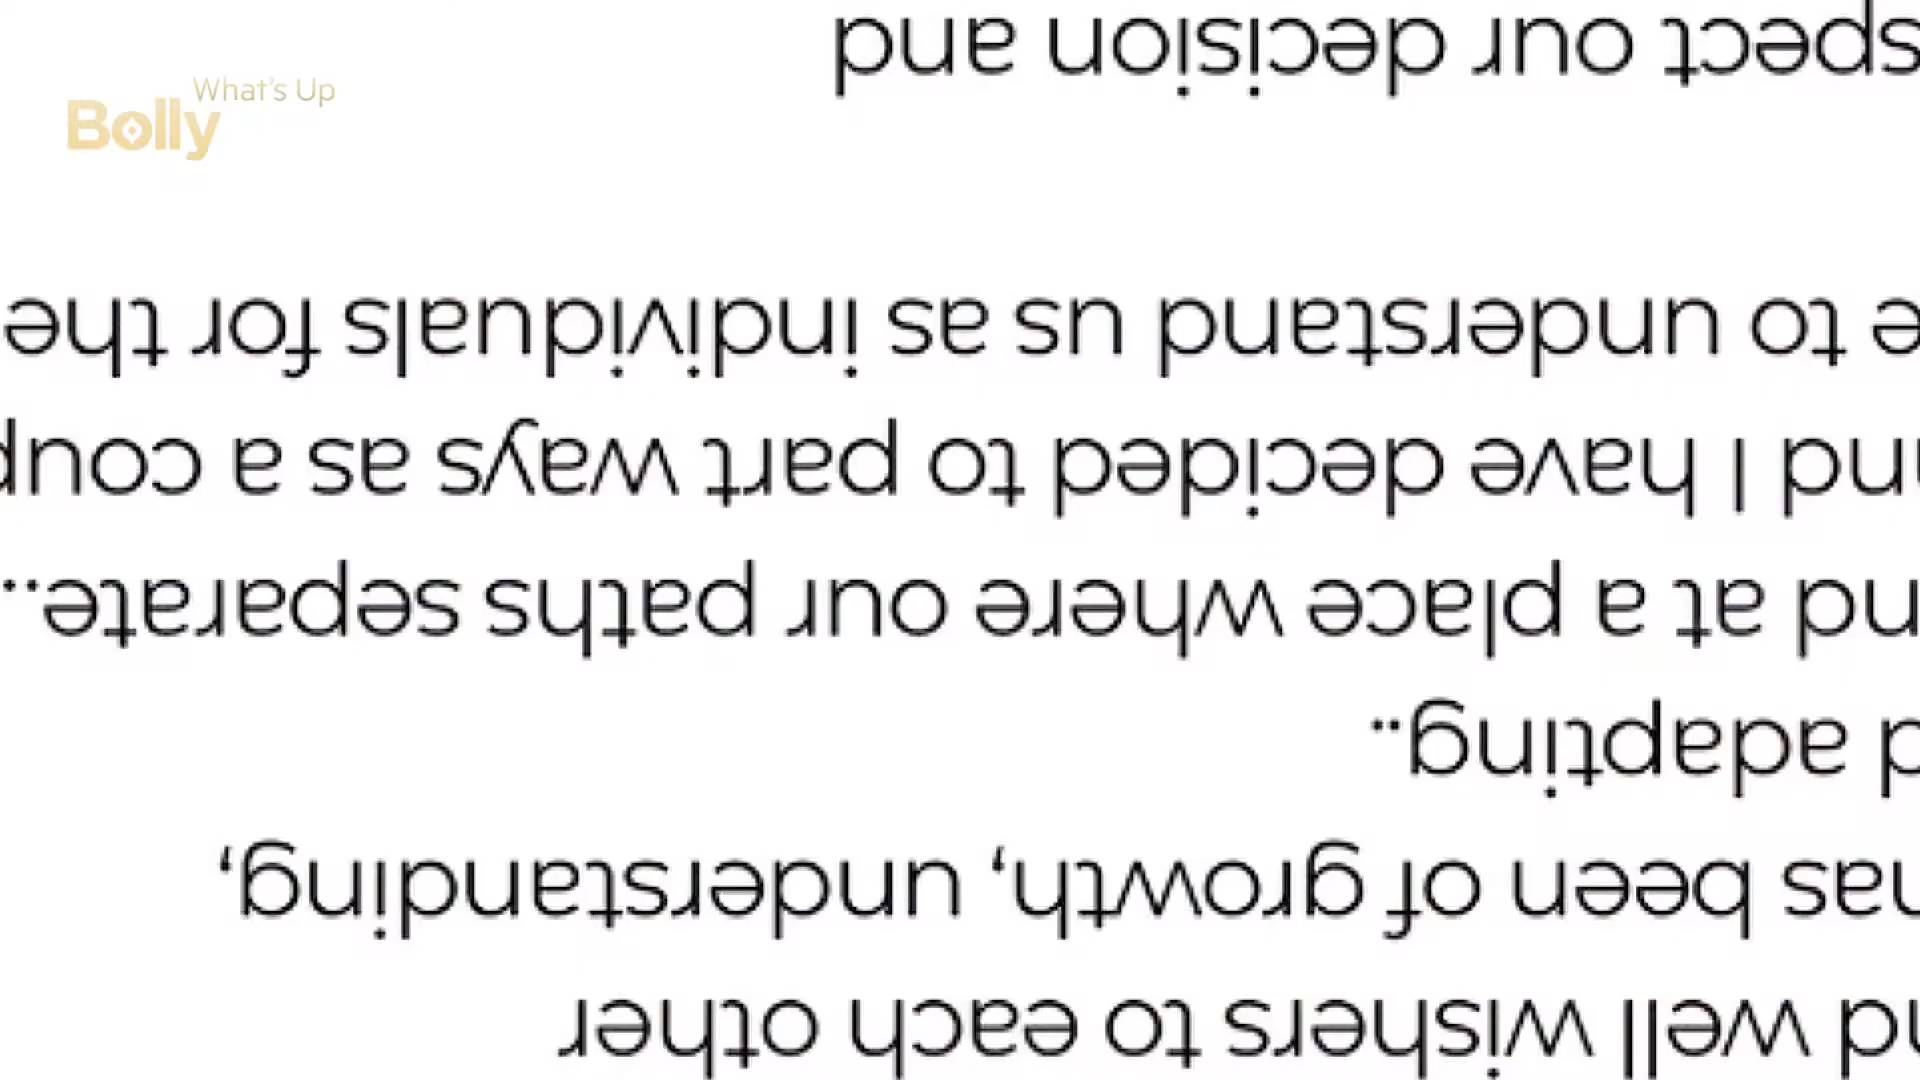 What's Up
Bolly
nd well wishers to each other
has been of growth, understanding,
d adapting..
nd at a place where our paths separate..
nd I have decided to part ways as a coup
e to understand us as individuals for the
spect our decision and